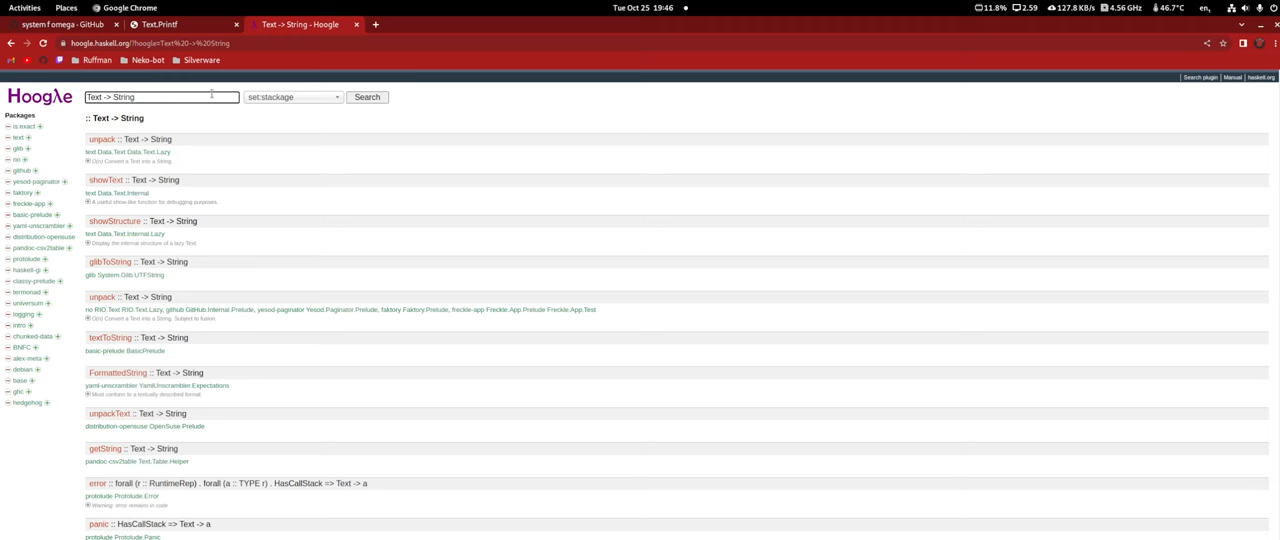 Activities Places Google Chrome Tue Oct 25 19:46 11.8% 2.59 127.8 KB/s 4.56 GHz 46.7°C en
system f omega · GitHub Text.Printf Text -> String - Hoogle
hoogle.haskell.org/?hoogle=Text%20->%20String
Ruffman Neko-bot Silverware
Search plugin Manual haskell.org
Hoogλe Text -> String set:stackage Search
Packages
is:exact
text
glib
rio
github
yesod-paginator
faktory
freckle-app
basic-prelude
yaml-unscrambler
distribution-opensuse
pandoc-csv2table
protolude
haskell-gi
classy-prelude
termonad
universum
logging
intro
chunked-data
BNFC
alex-meta
debian
base
ghc
hedgehog
:: Text -> String
unpack :: Text -> String
text Data.Text Data.Text.Lazy
O(n) Convert a Text into a String.
showText :: Text -> String
text Data.Text.Internal
A useful show-like function for debugging purposes.
showStructure :: Text -> String
text Data.Text.Internal.Lazy
Display the internal structure of a lazy Text.
glibToString :: Text -> String
glib System.Glib.UTFString
unpack :: Text -> String
rio RIO.Text RIO.Text.Lazy, github GitHub.Internal.Prelude, yesod-paginator Yesod.Paginator.Prelude, faktory Faktory.Prelude, freckle-app Freckle.App.Prelude Freckle.App.Test
O(n) Convert a Text into a String. Subject to fusion.
textToString :: Text -> String
basic-prelude BasicPrelude
FormattedString :: Text -> String
yaml-unscrambler YamlUnscrambler.Expectations
Must conform to a textually described format.
unpackText :: Text -> String
distribution-opensuse OpenSuse.Prelude
getString :: Text -> String
pandoc-csv2table Text.Table.Helper
error :: forall (r :: RuntimeRep) . forall (a :: TYPE r) . HasCallStack => Text -> a
protolude Protolude.Error
Warning: error remains in code
panic :: HasCallStack => Text -> a
protolude Protolude.Panic